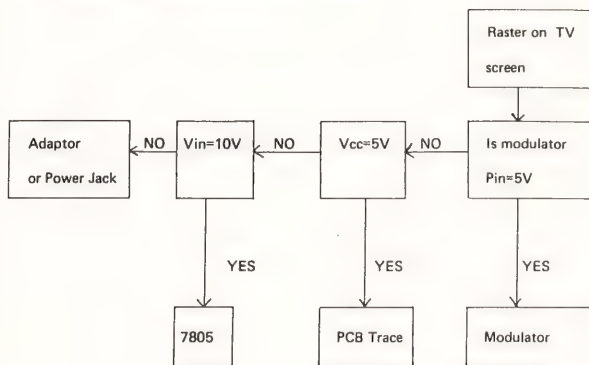 Raster on TV
screen
Adaptor
or Power Jack
NO
Vin=10V
NO
Vcc=5V
NO
Is modulator
Pin=5V
YES
YES
YES
7805
PCB Trace
Modulator